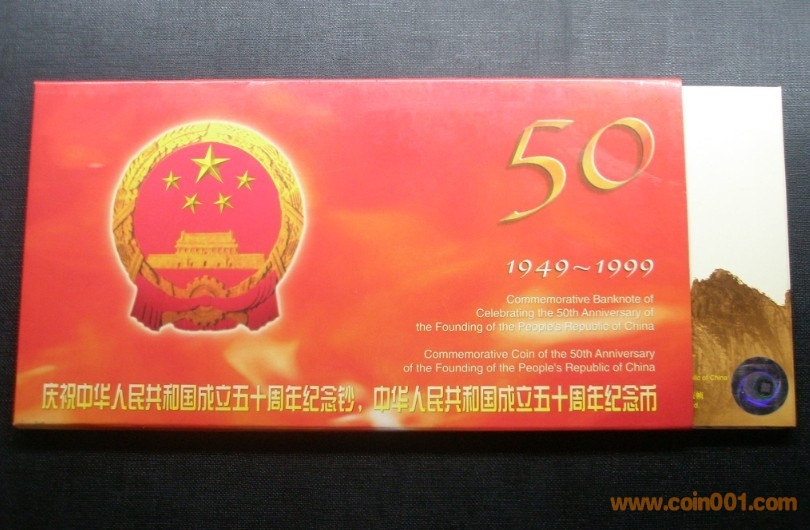 50
1949~1999
Commemorative Banknote of
Celebrating the 50th Anniversary of
the Founding of the People's Republic of China
Commemorative Coin of the 50th Anniversary
of the Founding of the People's Republic of China
庆祝中华人民共和国成立五十周年纪念钞，中华人民共和国成立五十周年纪念币
of China
www.coin001.com